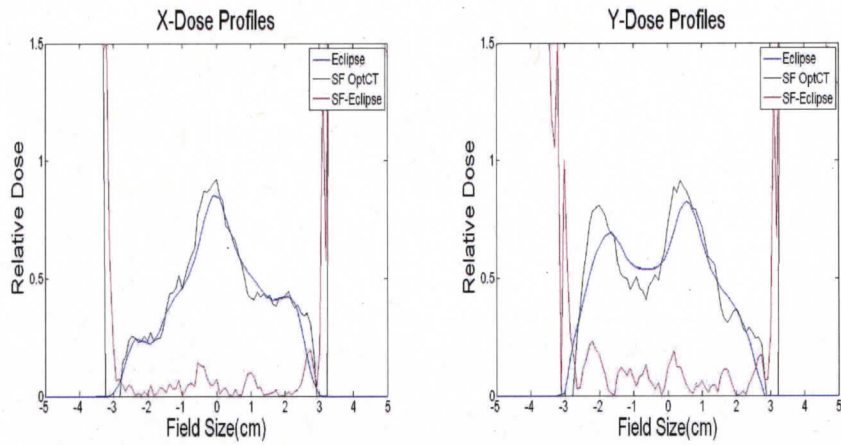 X-Dose Profiles
1.5
1
0.5
0
Relative Dose
-5 -4 -3 -2 -1 0 1 2 3 4 5
Field Size(cm)
Eclipse
SF OptCT
SF-Eclipse
Y-Dose Profiles
1.5
1
0.5
0
Relative Dose
-5 -4 -3 -2 -1 0 1 2 3 4 5
Field Size(cm)
Eclipse
SF OptCT
SF-Eclipse